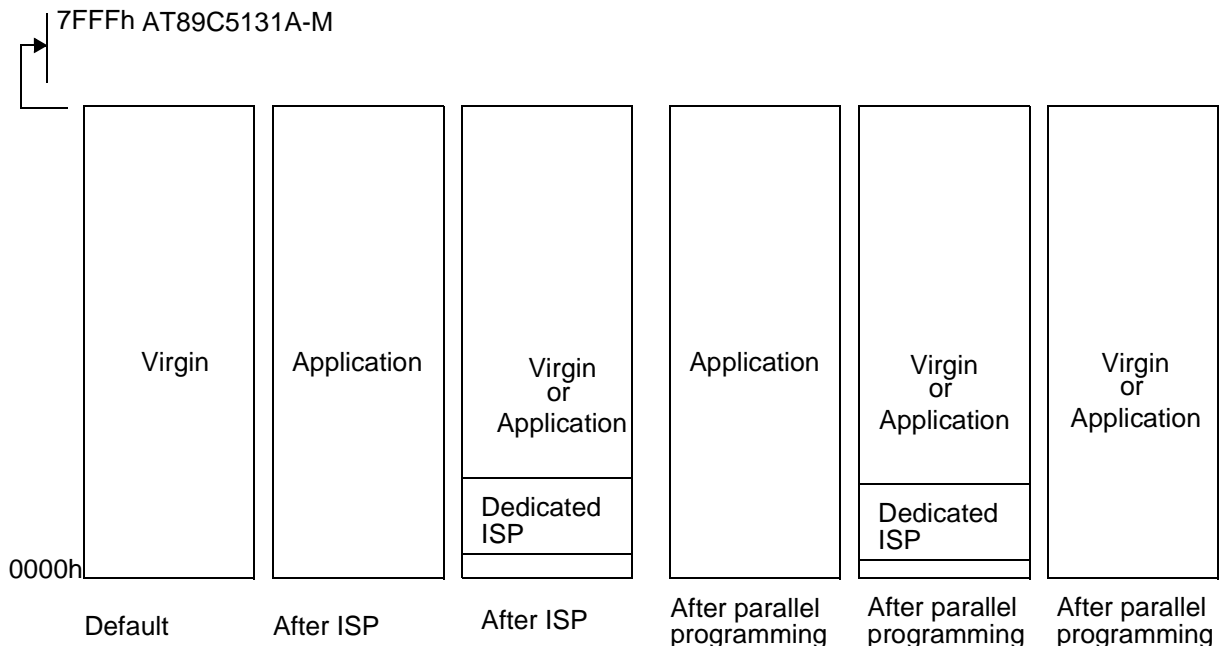 7FFFh AT89C5131A-M
Virgin
Application
Virgin
or
Application
Dedicated
ISP
Application
Virgin
or
Application
Dedicated
ISP
Virgin
or
Application
0000h
Default
After ISP
After ISP
After parallel
programming
After parallel
programming
After parallel
programming